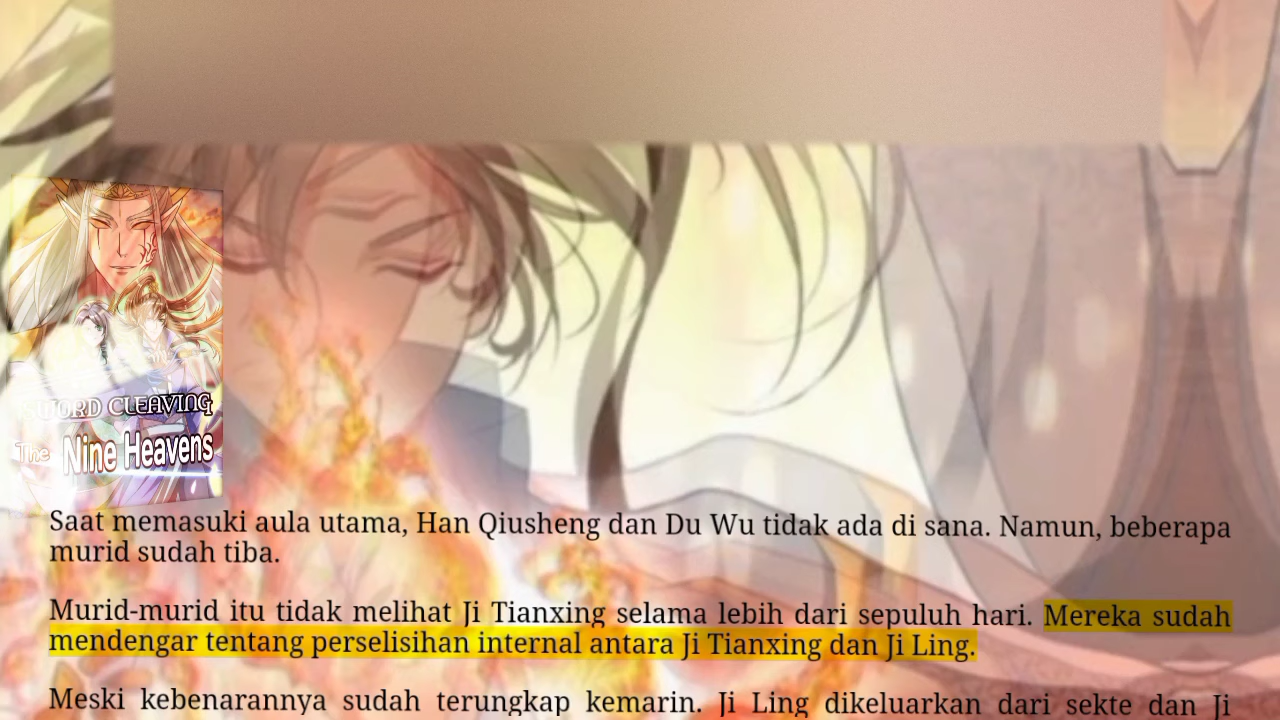 SWORD CLEAVING
The Nine Heavens
Saat memasuki aula utama, Han Qiusheng dan Du Wu tidak ada di sana. Namun, beberapa
murid sudah tiba.
Murid-murid itu tidak melihat Ji Tianxing selama lebih dari sepuluh hari. Mereka sudah
mendengar tentang perselisihan internal antara Ji Tianxing dan Ji Ling.
Meski kebenarannya sudah terungkap kemarin. Ji Ling dikeluarkan dari sekte dan Ji